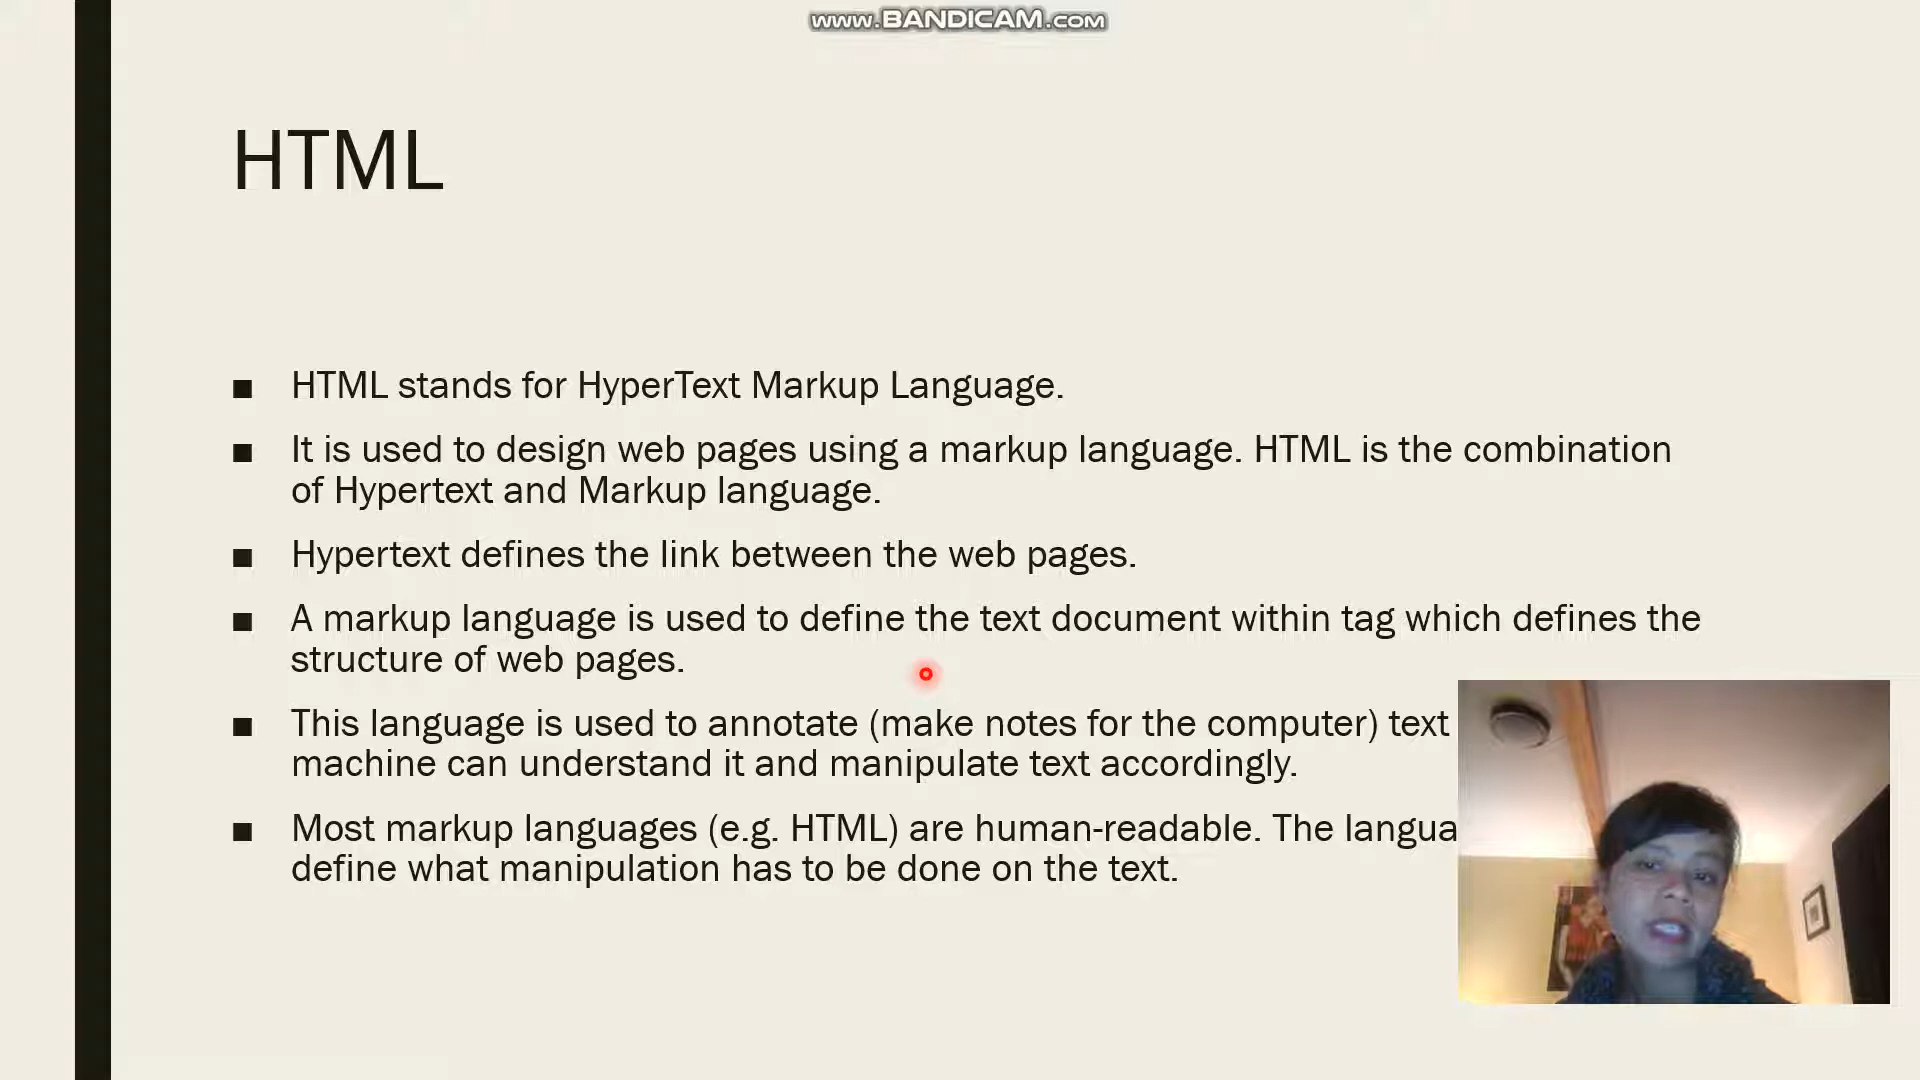 www.BANDICAM.com
HTML
■ HTML stands for HyperText Markup Language.
■ It is used to design web pages using a markup language. HTML is the combination
of Hypertext and Markup language.
■ Hypertext defines the link between the web pages.
■ A markup language is used to define the text document within tag which defines the
structure of web pages.
■ This language is used to annotate (make notes for the computer) text
machine can understand it and manipulate text accordingly.
■ Most markup languages (e.g. HTML) are human-readable. The
define what manipulation has to be done on the text.